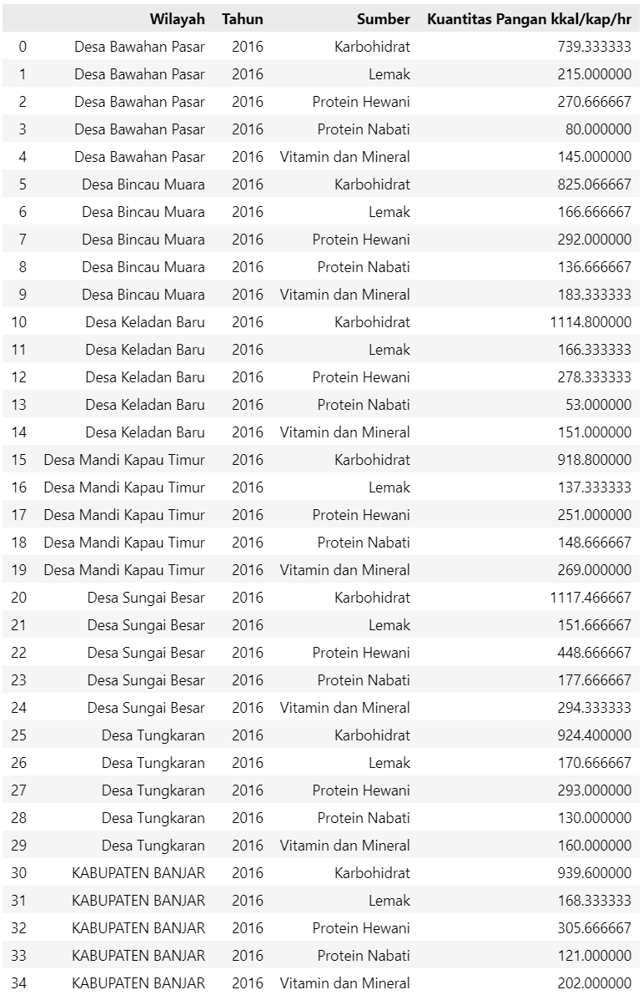 Wilayah Tahun Sumber Kuantitas Pangan kkal/kap/hr
0 Desa Bawahan Pasar 2016 Karbohidrat 739.333333
1 Desa Bawahan Pasar 2016 Lemak 215.000000
2 Desa Bawahan Pasar 2016 Protein Hewani 270.666667
3 Desa Bawahan Pasar 2016 Protein Nabati 80.000000
4 Desa Bawahan Pasar 2016 Vitamin dan Mineral 145.000000
5 Desa Bincau Muara 2016 Karbohidrat 825.066667
6 Desa Bincau Muara 2016 Lemak 166.666667
7 Desa Bincau Muara 2016 Protein Hewani 292.000000
8 Desa Bincau Muara 2016 Protein Nabati 136.666667
9 Desa Bincau Muara 2016 Vitamin dan Mineral 183.333333
10 Desa Keladan Baru 2016 Karbohidrat 1114.800000
11 Desa Keladan Baru 2016 Lemak 166.333333
12 Desa Keladan Baru 2016 Protein Hewani 278.333333
13 Desa Keladan Baru 2016 Protein Nabati 53.000000
14 Desa Keladan Baru 2016 Vitamin dan Mineral 151.000000
15 Desa Mandi Kapau Timur 2016 Karbohidrat 918.800000
16 Desa Mandi Kapau Timur 2016 Lemak 137.333333
17 Desa Mandi Kapau Timur 2016 Protein Hewani 251.000000
18 Desa Mandi Kapau Timur 2016 Protein Nabati 148.666667
19 Desa Mandi Kapau Timur 2016 Vitamin dan Mineral 269.000000
20 Desa Sungai Besar 2016 Karbohidrat 1117.466667
21 Desa Sungai Besar 2016 Lemak 151.666667
22 Desa Sungai Besar 2016 Protein Hewani 448.666667
23 Desa Sungai Besar 2016 Protein Nabati 177.666667
24 Desa Sungai Besar 2016 Vitamin dan Mineral 294.333333
25 Desa Tungkaran 2016 Karbohidrat 924.400000
26 Desa Tungkaran 2016 Lemak 170.666667
27 Desa Tungkaran 2016 Protein Hewani 293.000000
28 Desa Tungkaran 2016 Protein Nabati 130.000000
29 Desa Tungkaran 2016 Vitamin dan Mineral 160.000000
30 KABUPATEN BANJAR 2016 Karbohidrat 939.600000
31 KABUPATEN BANJAR 2016 Lemak 168.333333
32 KABUPATEN BANJAR 2016 Protein Hewani 305.666667
33 KABUPATEN BANJAR 2016 Protein Nabati 121.000000
34 KABUPATEN BANJAR 2016 Vitamin dan Mineral 202.000000